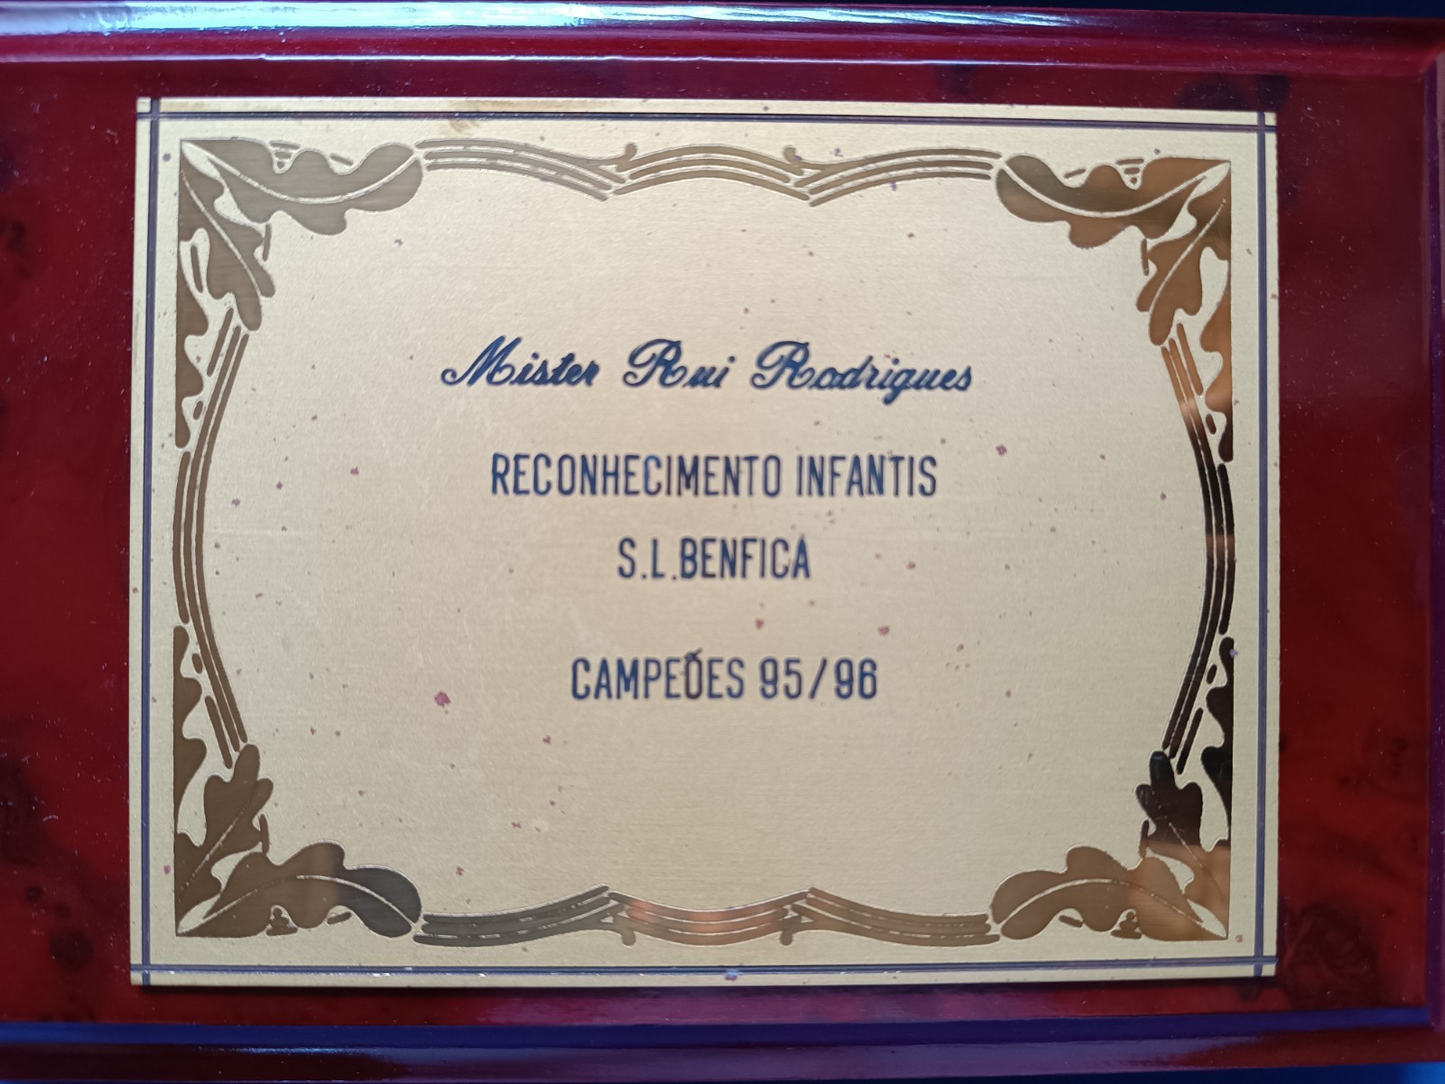 Mister Rui Rodrigues
RECONHECIMENTO INFANTIS
S.L.BENFICA
CAMPEÕES 95/96